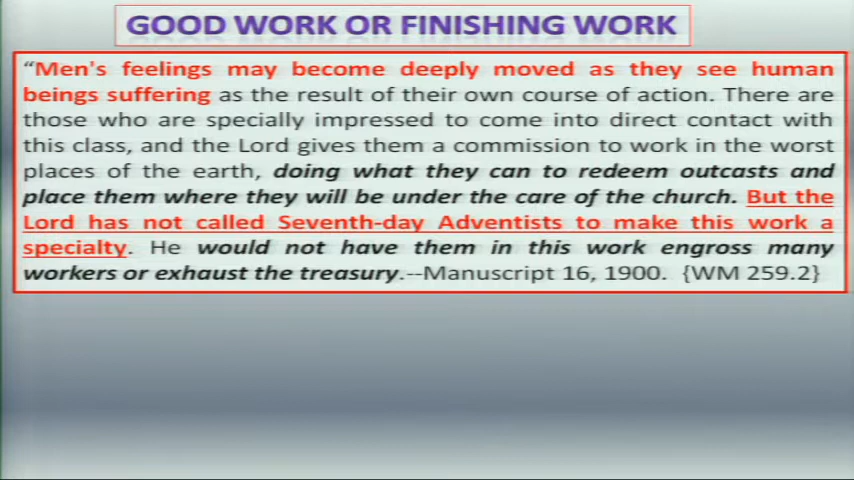 GOOD WORK OR FINISHING WORK
“Men's feelings may become deeply moved as they see human
beings suffering as the result of their own course of action. There are
those who are specially impressed to come into direct contact with
this class, and the Lord gives them a commission to work in the worst
places of the earth, doing what they can to redeem outcasts and
place them where they will be under the care of the church. But the
Lord has not called Seventh-day Adventists to make this work a
specialty. He would not have them in this work engross many
workers or exhaust the treasury.--Manuscript 16, 1900. {WM 259.2}